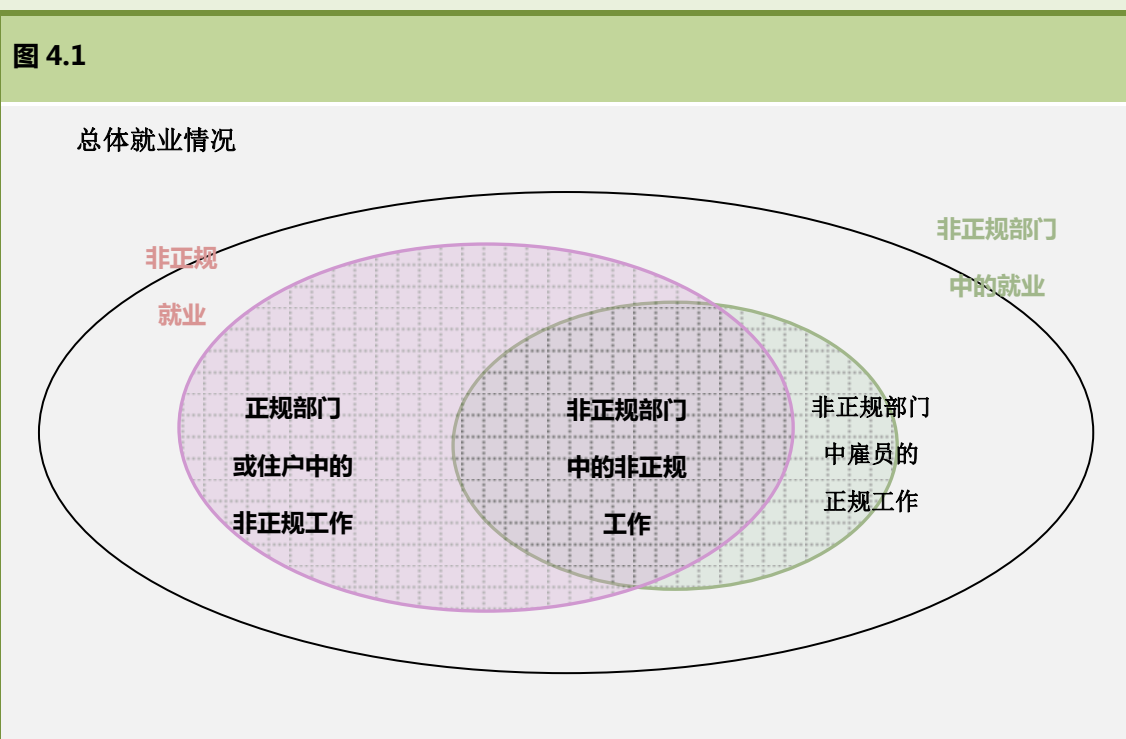 图 4.1
总体就业情况
非正规
就业
非正规部门
中的就业
正规部门
或住户中的
非正规工作
非正规部门
中的非正规
工作
非正规部门
中雇员的
正规工作